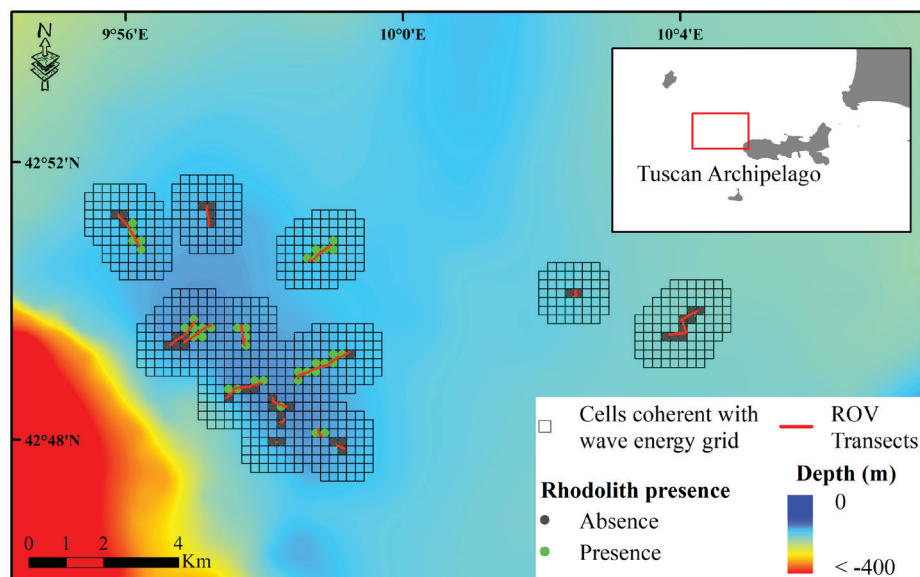 9°56'E
10°0'E
10°4'E
N
42°52'N
42°48'N
Tuscan Archipelago
Cells coherent with
wave energy grid
ROV
Transects
Rhodolith presence
Absence
Presence
Depth (m)
0
< -400
0 1 2 4
Km